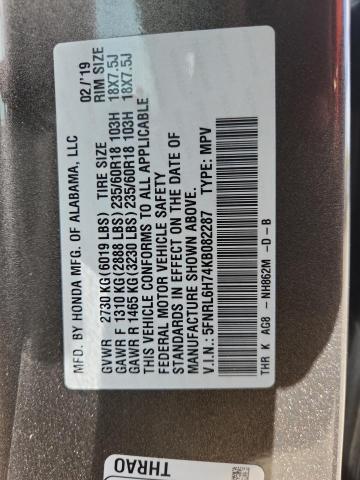 MFD. BY HONDA MFG. OF ALABAMA, LLC 02/'19
GVWR 2730 KG(6019 LBS) TIRE SIZE RIM SIZE
GAWR F 1310 KG(2888 LBS) 235/60R18 103H 18X7.5J
GAWR R 1465 KG(3230 LBS) 235/60R18 103H 18X7.5J
THIS VEHICLE CONFORMS TO ALL APPLICABLE
FEDERAL MOTOR VEHICLE SAFETY
STANDARDS IN EFFECT ON THE DATE OF
MANUFACTURE SHOWN ABOVE.
V.I.N.: 5FNRL6H74KB082287 TYPE: MPV
THR K AG8 - NH862M -D -B
THRA0